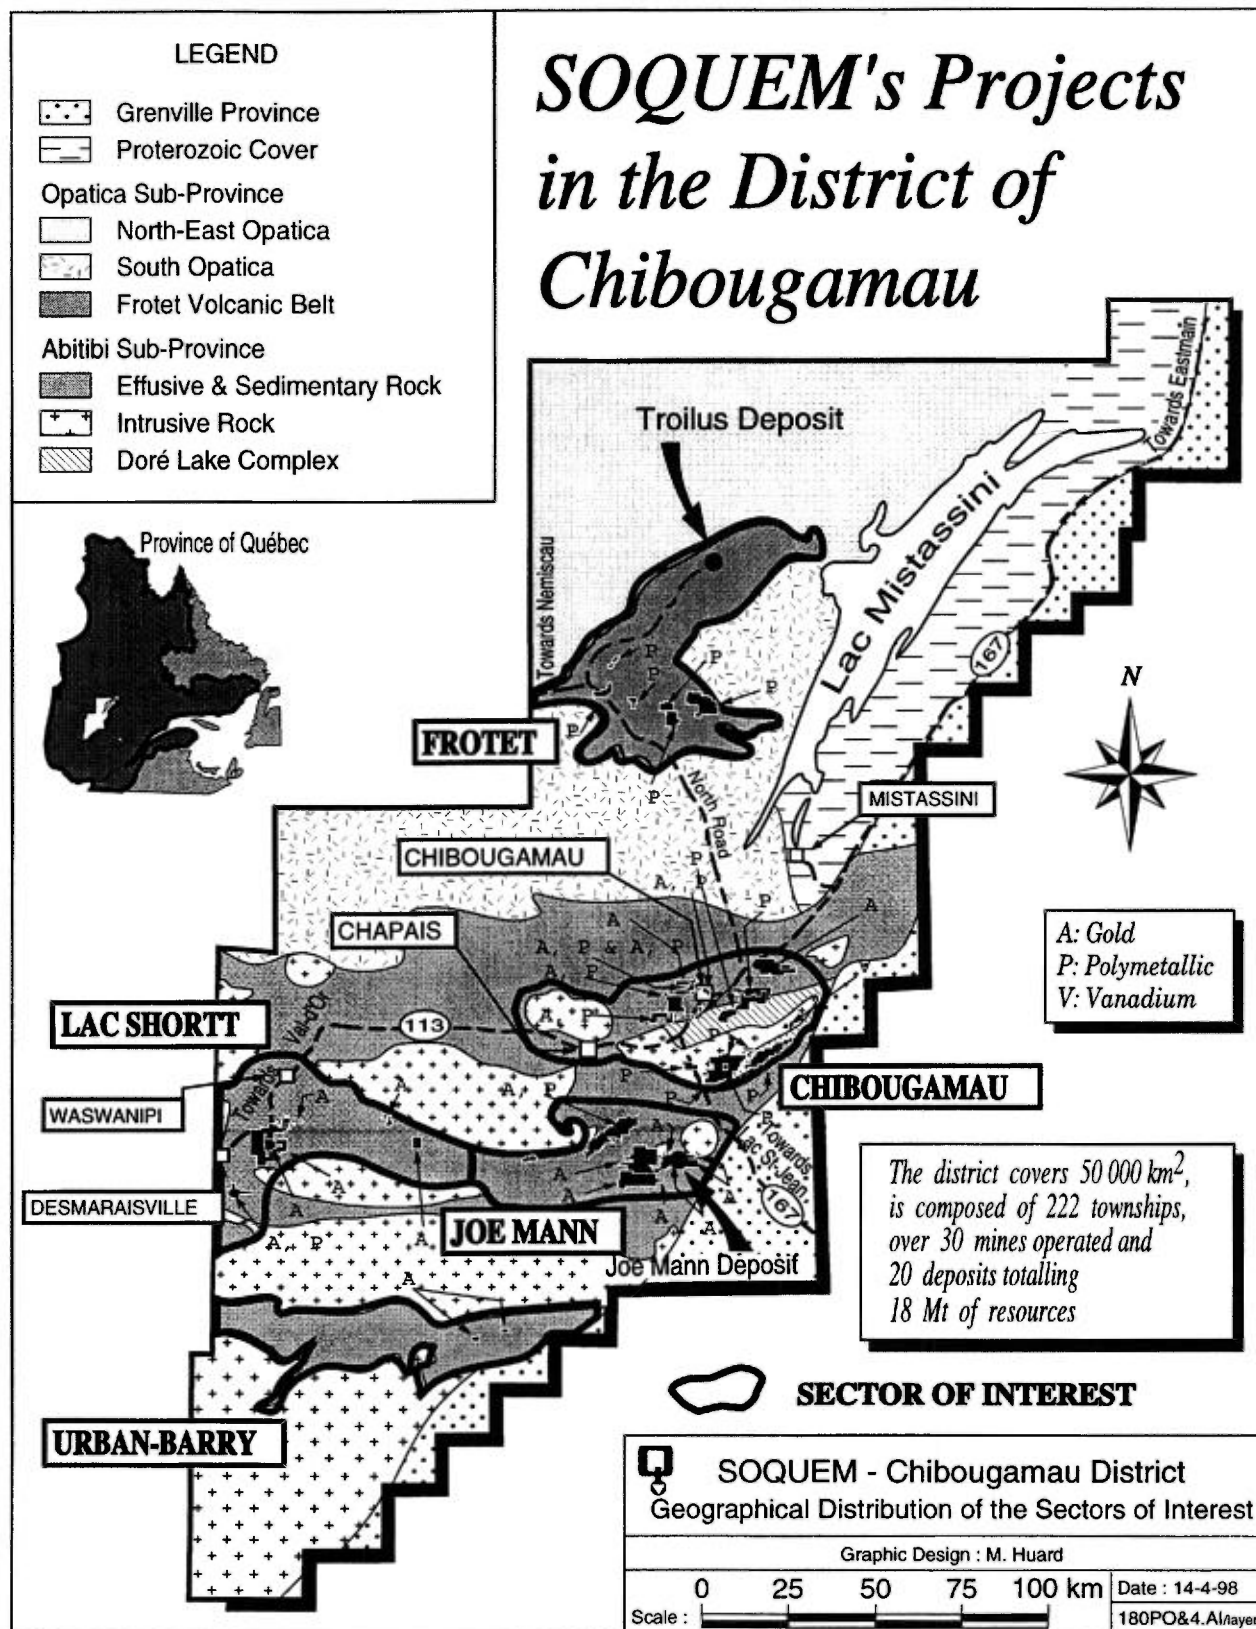 LEGEND
Grenville Province
Proterozoic Cover
Opatica Sub-Province
North-East Opatica
South Opatica
Frotet Volcanic Belt
Abitibi Sub-Province
Effusive & Sedimentary Rock
Intrusive Rock
Doré Lake Complex
SOQUEM's Projects
in the District of
Chibougamau
Province of Québec
Troilus Deposit
Towards Eastmain
Lac Mistassini
Towards Nemiscau
167
P
P
P
P
P
FROTET
N
North Road
P
MISTASSINI
CHIBOUGAMAU
P
A, P
P
A
A
CHAPAIS
A, P & A, P
A, P
A: Gold
P: Polymetallic
V: Vanadium
LAC SHORTT
Towards Val-d'Or
113
A, P
P
CHIBOUGAMAU
WASWANIPI
A
A
A, P
P
P
P
P
Towards
Lac St-Jean
167
DESMARAISVILLE
A
A
A
A
A
JOE MANN
A, P
A
A
A
A
Joe Mann Deposit
A
The district covers 50 000 km²,
is composed of 222 townships,
over 30 mines operated and
20 deposits totalling
18 Mt of resources
SECTOR OF INTEREST
URBAN-BARRY
SOQUEM - Chibougamau District
Geographical Distribution of the Sectors of Interest
Graphic Design : M. Huard
Scale :
0 25 50 75 100 km
Date : 14-4-98
180PO&4.AI/layer